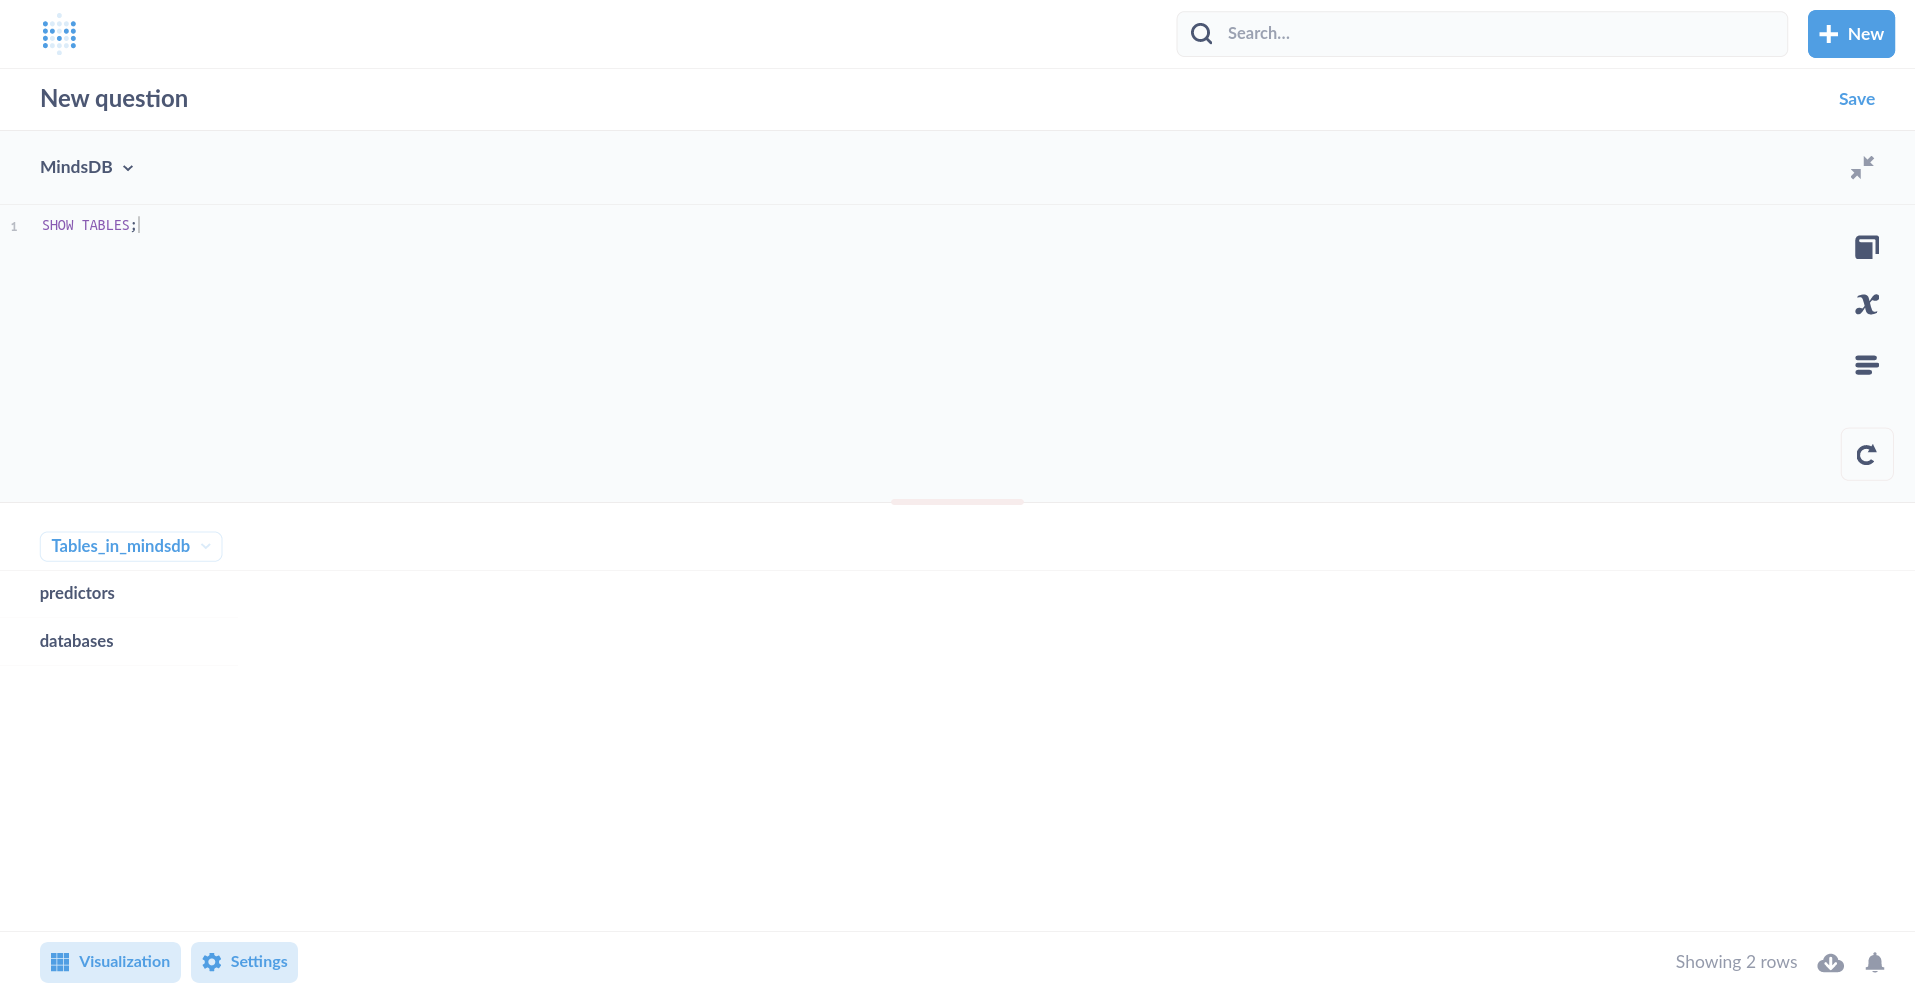 Search...
New
New question
Save
MindsDB
1 SHOW TABLES;
Tables_in_mindsdb
predictors
databases
Visualization
Settings
Showing 2 rows